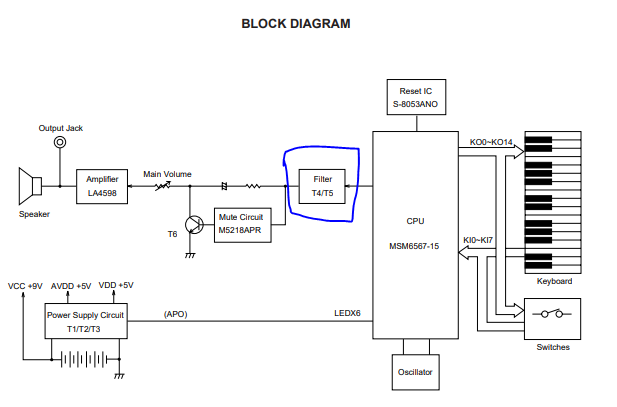 BLOCK DIAGRAM
Reset IC
S-8053ANO
Output Jack
KO0~KO14
Amplifier
LA4598
Main Volume
Filter
T4/T5
Speaker
Mute Circuit
M5218APR
T6
CPU
MSM6567-15
KI0~KI7
Keyboard
VCC +9V
AVDD +5V
VDD +5V
Power Supply Circuit
T1/T2/T3
(APO)
LEDX6
Switches
Oscillator